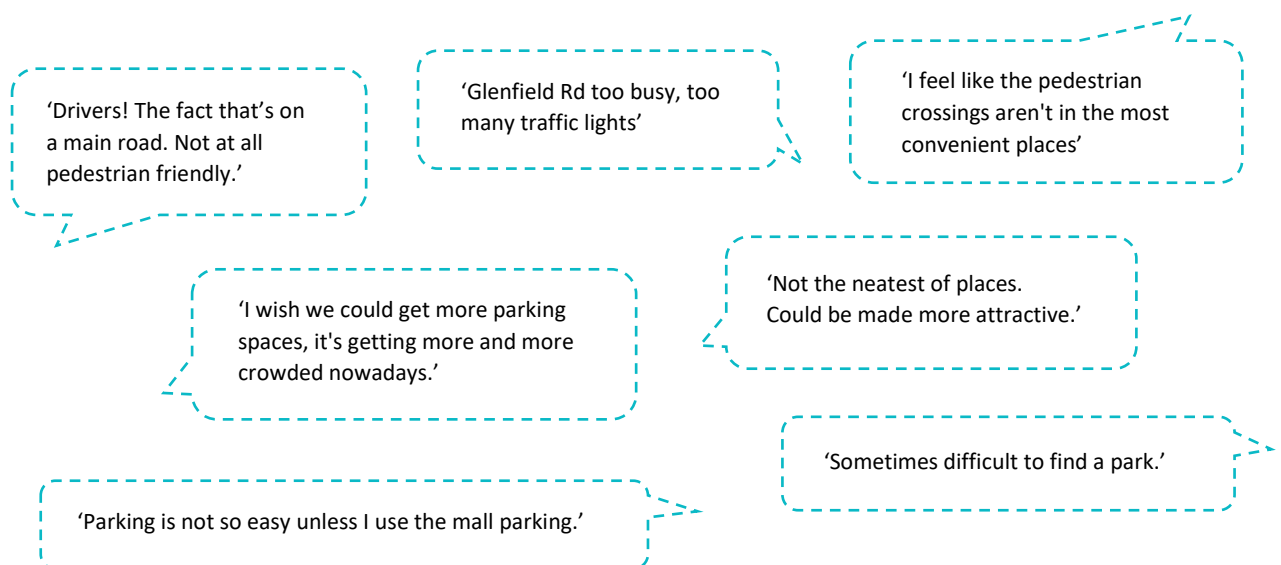 ‘Drivers! The fact that’s on
a main road. Not at all
pedestrian friendly.’
‘Glenfield Rd too busy, too
many traffic lights’
‘I feel like the pedestrian
crossings aren't in the most
convenient places’
‘I wish we could get more parking
spaces, it's getting more and more
crowded nowadays.’
‘Not the neatest of places.
Could be made more attractive.’
‘Sometimes difficult to find a park.’
‘Parking is not so easy unless I use the mall parking.’